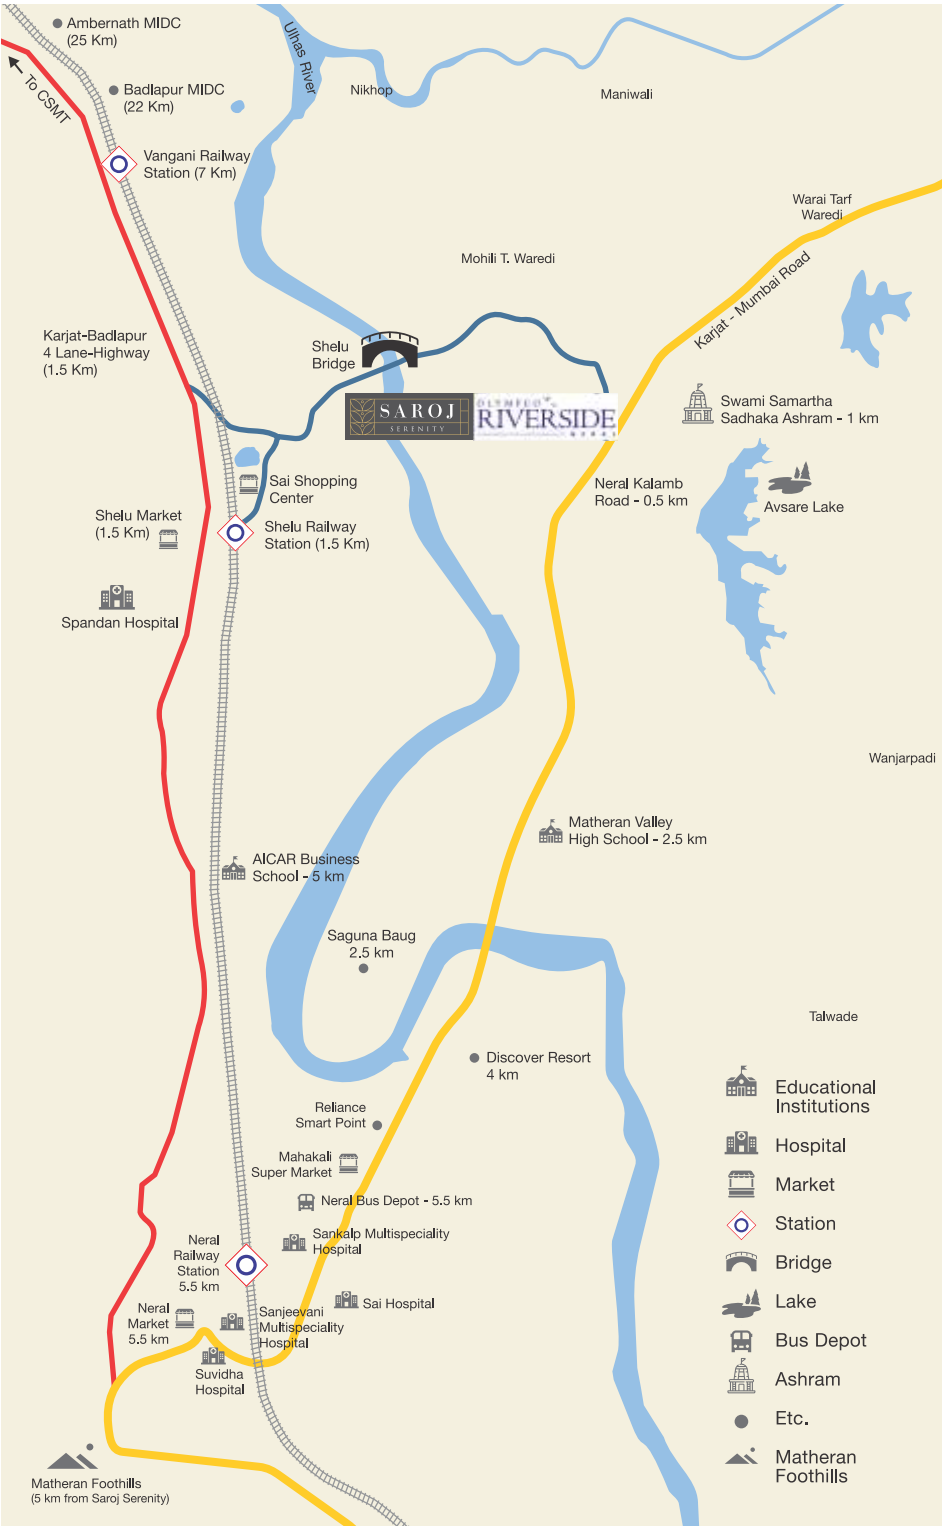 Ambernath MIDC
(25 Km)
To CSMT
Badlapur MIDC
(22 Km)
Ulhas River
Nikhop
Maniwali
Vangani Railway
Station (7 Km)
Warai Tarf
Waredi
Mohili T. Waredi
Karjat - Mumbai Road
Karjat-Badlapur
4 Lane-Highway
(1.5 Km)
Shelu
Bridge
SAROJ
SERENITY
RIVERSIDE
Swami Samartha
Sadhaka Ashram - 1 km
Sai Shopping
Center
Neral Kalamb
Road - 0.5 km
Avsare Lake
Shelu Market
(1.5 Km)
Shelu Railway
Station (1.5 Km)
Spandan Hospital
Wanjarpadi
Matheran Valley
High School - 2.5 km
AICAR Business
School - 5 km
Saguna Baug
2.5 km
Talwade
Discover Resort
4 km
Reliance
Smart Point
Mahakali
Super Market
Neral Bus Depot - 5.5 km
Sankalp Multispeciality
Hospital
Neral
Railway
Station
5.5 km
Sai Hospital
Neral
Market
5.5 km
Sanjeevani
Multispeciality
Hospital
Suvidha
Hospital
Matheran Foothills
(5 km from Saroj Serenity)
Educational
Institutions
Hospital
Market
Station
Bridge
Lake
Bus Depot
Ashram
Etc.
Matheran
Foothills